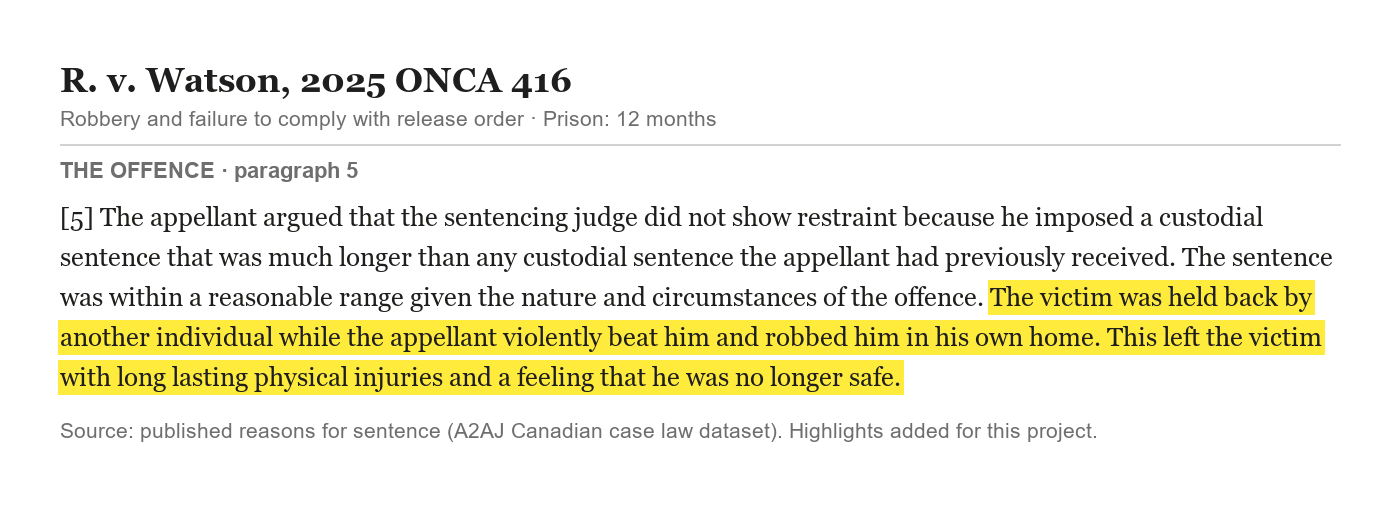 R. v. Watson, 2025 ONCA 416
Robbery and failure to comply with release order · Prison: 12 months
THE OFFENCE · paragraph 5
[5] The appellant argued that the sentencing judge did not show restraint because he imposed a custodial
sentence that was much longer than any custodial sentence the appellant had previously received. The sentence
was within a reasonable range given the nature and circumstances of the offence. The victim was held back by
another individual while the appellant violently beat him and robbed him in his own home. This left the victim
with long lasting physical injuries and a feeling that he was no longer safe.
Source: published reasons for sentence (A2AJ Canadian case law dataset). Highlights added for this project.